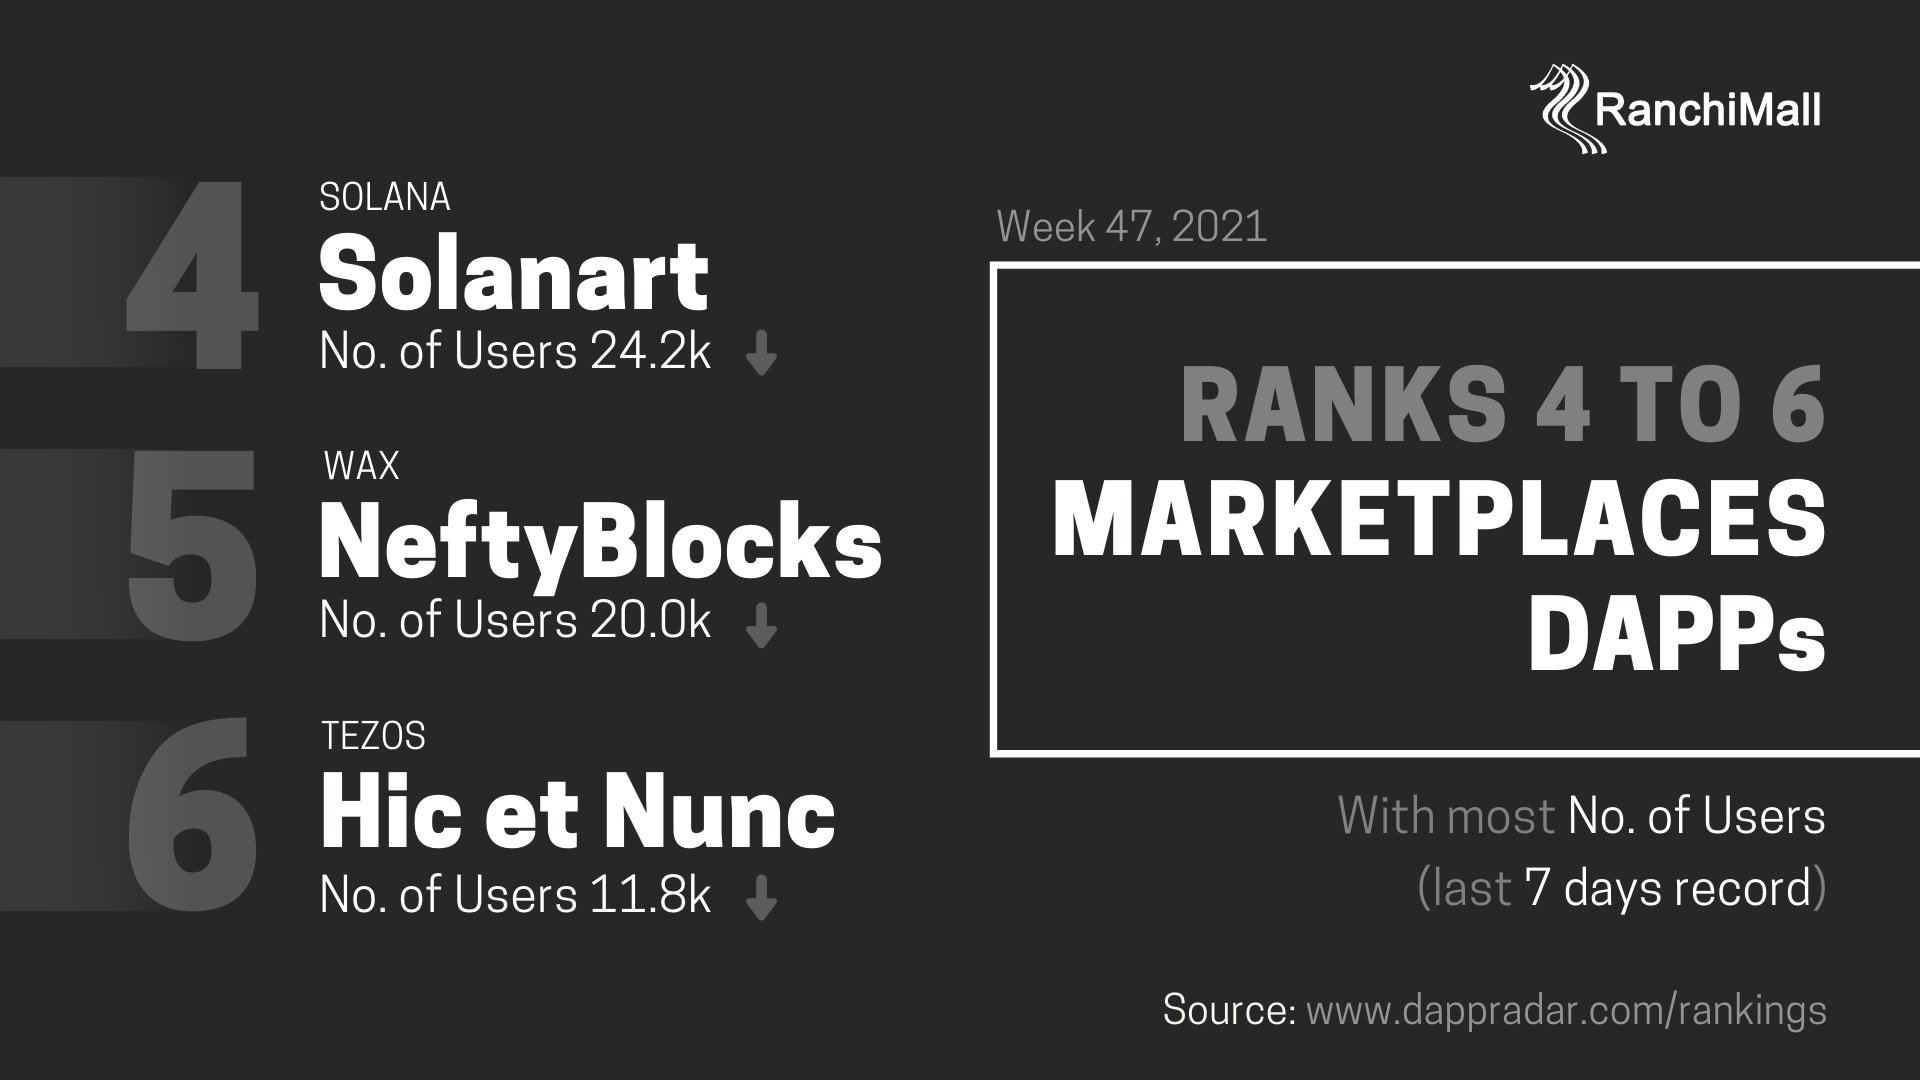 RanchiMall
4
SOLANA
Solanart
No. of Users 24.2k
5
WAX
NeftyBlocks
No. of Users 20.0k
6
TEZOS
Hic et Nunc
No. of Users 11.8k
Week 47, 2021
RANKS 4 TO 6
MARKETPLACES
DAPPs
With most No. of Users
(last 7 days record)
Source: www.dappradar.com/rankings